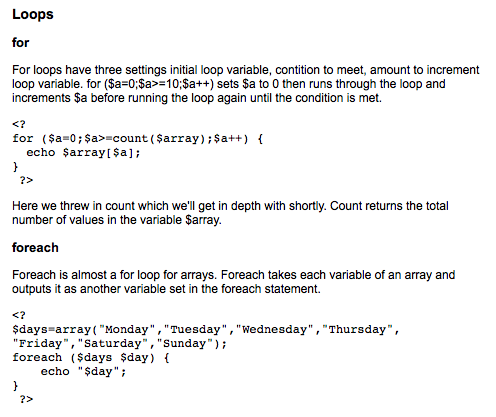 Loops
for
For loops have three settings initial loop variable, contition to meet, amount to increment
loop variable. for ($a=0;$a>=10;$a++) sets $a to 0 then runs through the loop and
increments $a before running the loop again until the condition is met.
<?
for ($a=0;$a>=count($array);$a++) {
  echo $array[$a];
}
 ?>
Here we threw in count which we'll get in depth with shortly. Count returns the total
number of values in the variable $array.
foreach
Foreach is almost a for loop for arrays. Foreach takes each variable of an array and
outputs it as another variable set in the foreach statement.
<?
$days=array("Monday","Tuesday","Wednesday","Thursday",
"Friday","Saturday","Sunday");
foreach ($days $day) {
    echo "$day";
}
 ?>